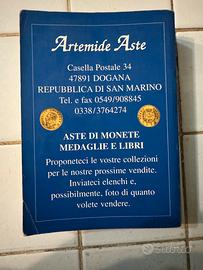 Artemide Aste
Casella Postale 34
47891 DOGANA
REPUBBLICA DI SAN MARINO
Tel. e fax 0549/908845
0338/3764274
ASTE DI MONETE
MEDAGLIE E LIBRI
Proponeteci le vostre collezioni
per le nostre prossime vendite.
Inviateci elenchi e,
possibilmente, foto di quanto
volete vendere.
subito